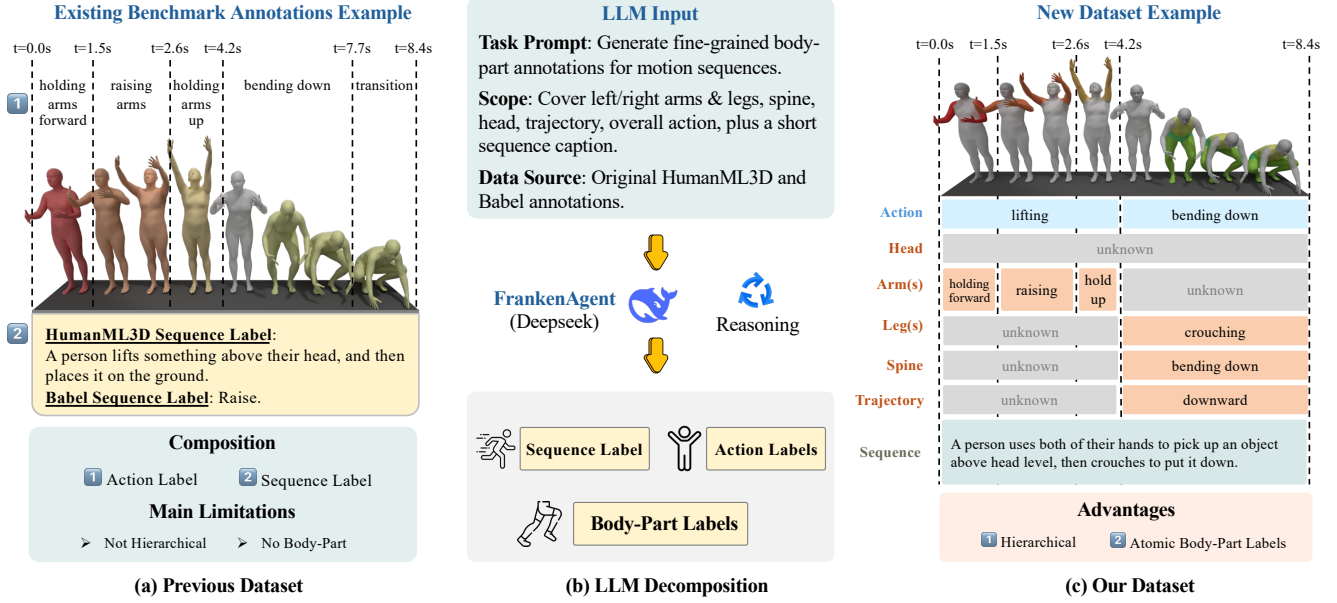 Existing Benchmark Annotations Example
t=0.0s t=1.5s t=2.6s t=4.2s t=7.7s t=8.4s
1
holding arms forward
raising arms
holding arms up
bending down
transition
2
HumanML3D Sequence Label:
A person lifts something above their head, and then
places it on the ground.
Babel Sequence Label: Raise.
Composition
1 Action Label 2 Sequence Label
Main Limitations
➢ Not Hierarchical ➢ No Body-Part
(a) Previous Dataset
LLM Input
Task Prompt: Generate fine-grained body-
part annotations for motion sequences.
Scope: Cover left/right arms & legs, spine,
head, trajectory, overall action, plus a short
sequence caption.
Data Source: Original HumanML3D and
Babel annotations.
FrankenAgent
(Deepseek)
Reasoning
Sequence Label
Action Labels
Body-Part Labels
(b) LLM Decomposition
New Dataset Example
t=0.0s t=1.5s t=2.6s t=4.2s t=8.4s
Action lifting bending down
Head unknown
Arm(s) holding forward raising hold up unknown
Leg(s) unknown crouching
Spine unknown bending down
Trajectory unknown downward
Sequence
A person uses both of their hands to pick up an object
above head level, then crouches to put it down.
Advantages
1 Hierarchical 2 Atomic Body-Part Labels
(c) Our Dataset